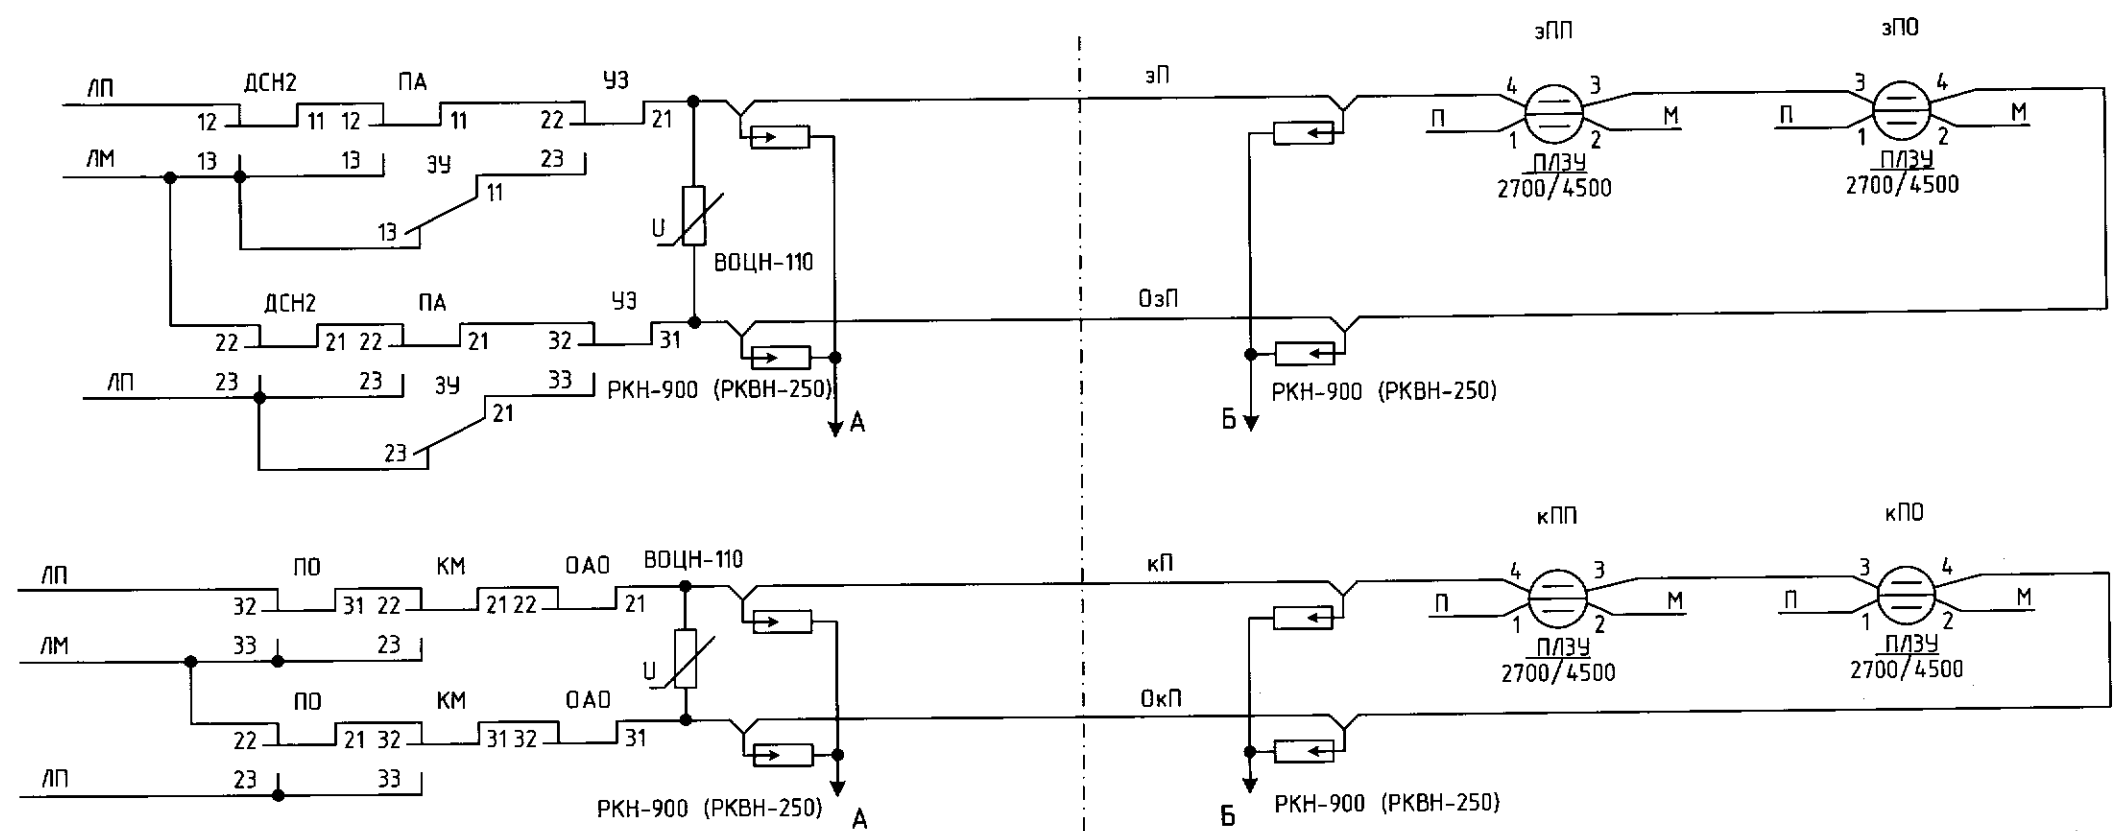 зПП зПО
ЛП ДСН2 ПА УЗ зП 4 3 3 4
12 11 12 11 22 21 П М П М
1 2 1 2
ЛМ 13 13 ЗУ 23 ПЛЗУ ПЛЗУ
11 2700/4500 2700/4500
13
U
ВОЦН-110
ДСН2 ПА УЗ ОзП
22 21 22 21 32 31
ЛП 23 23 ЗУ 33 РКН-900 (РКВН-250) РКН-900 (РКВН-250)
21 А Б
23
кПП кПО
ЛП ПО КМ ОАО ВОЦН-110 кП 4 3 3 4
32 31 22 21 22 21 П М П М
1 2 1 2
ЛМ 33 23 ПЛЗУ ПЛЗУ
U 2700/4500 2700/4500
ПО КМ ОАО ОкП
22 21 32 31 32 31
ЛП 23 33
РКН-900 (РКВН-250) А Б РКН-900 (РКВН-250)